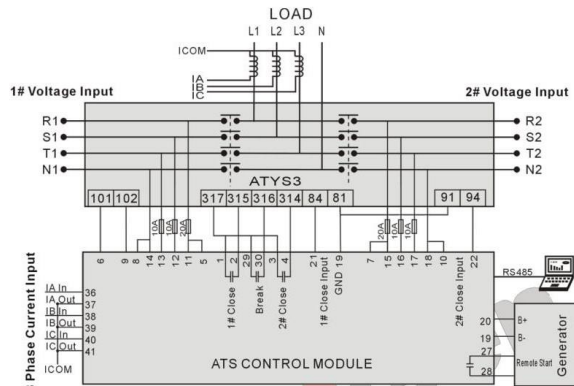 LOAD
L1 L2 L3 N
ICOM
IA
IB
IC
1# Voltage Input 2# Voltage Input
R1 R2
S1 S2
T1 T2
N1 N2
ATYS3
101 102 317 315 316 314 84 81 91 94
10A 10A 20A 20A 10A 10A
6 9 8 14 13 12 11 5 1 2 29 30 3 4 21 19 7 15 16 17 18 10 22
1# Close Break 2# Close 1# Close Input GND 2# Close Input
RS485
Phase Current Input
IA In 36
IA Out 37
IB In 38
IB Out 39
IC In 40
IC Out 41
ICOM
ATS CONTROL MODULE
20 B+
19 B-
27 Remote Start
28
Generator